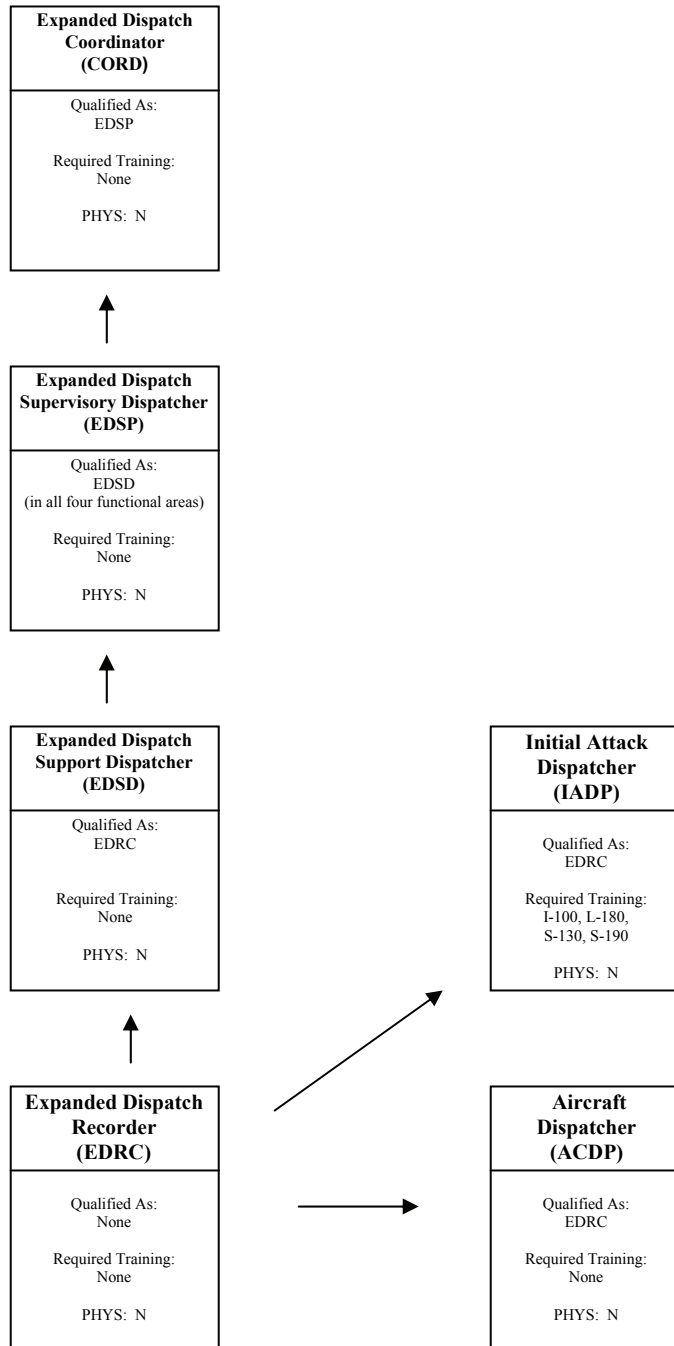 Expanded Dispatch
Coordinator
(CORD)
Qualified As:
EDSP
Required Training:
None
PHYS: N
Expanded Dispatch
Supervisory Dispatcher
(EDSP)
Qualified As:
EDSD
(in all four functional areas)
Required Training:
None
PHYS: N
Expanded Dispatch
Support Dispatcher
(EDSD)
Qualified As:
EDRC
Required Training:
None
PHYS: N
Initial Attack
Dispatcher
(IADP)
Qualified As:
EDRC
Required Training:
I-100, L-180,
S-130, S-190
PHYS: N
Expanded Dispatch
Recorder
(EDRC)
Qualified As:
None
Required Training:
None
PHYS: N
Aircraft
Dispatcher
(ACDP)
Qualified As:
EDRC
Required Training:
None
PHYS: N